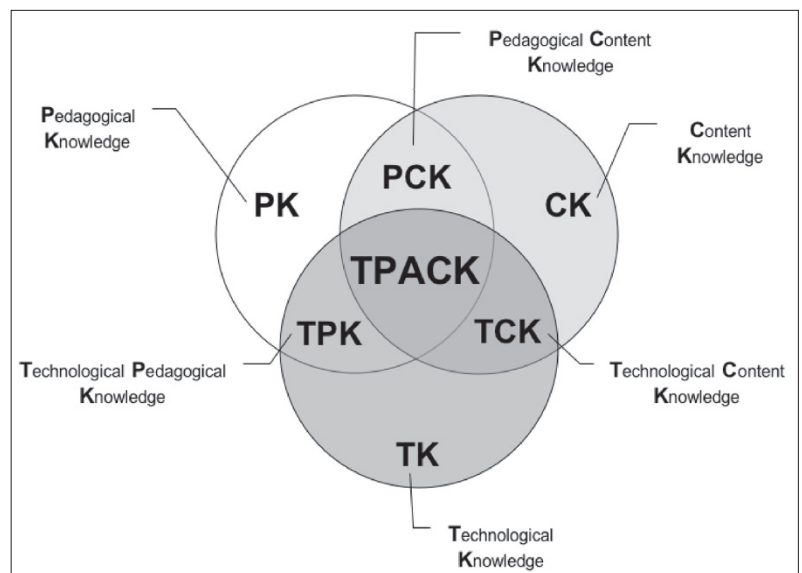 Pedagogical Content
Knowledge
Pedagogical
Knowledge
Content
Knowledge
PCK
PK
CK
TPACK
TPK
TCK
Technological Pedagogical
Knowledge
Technological Content
Knowledge
TK
Technological
Knowledge